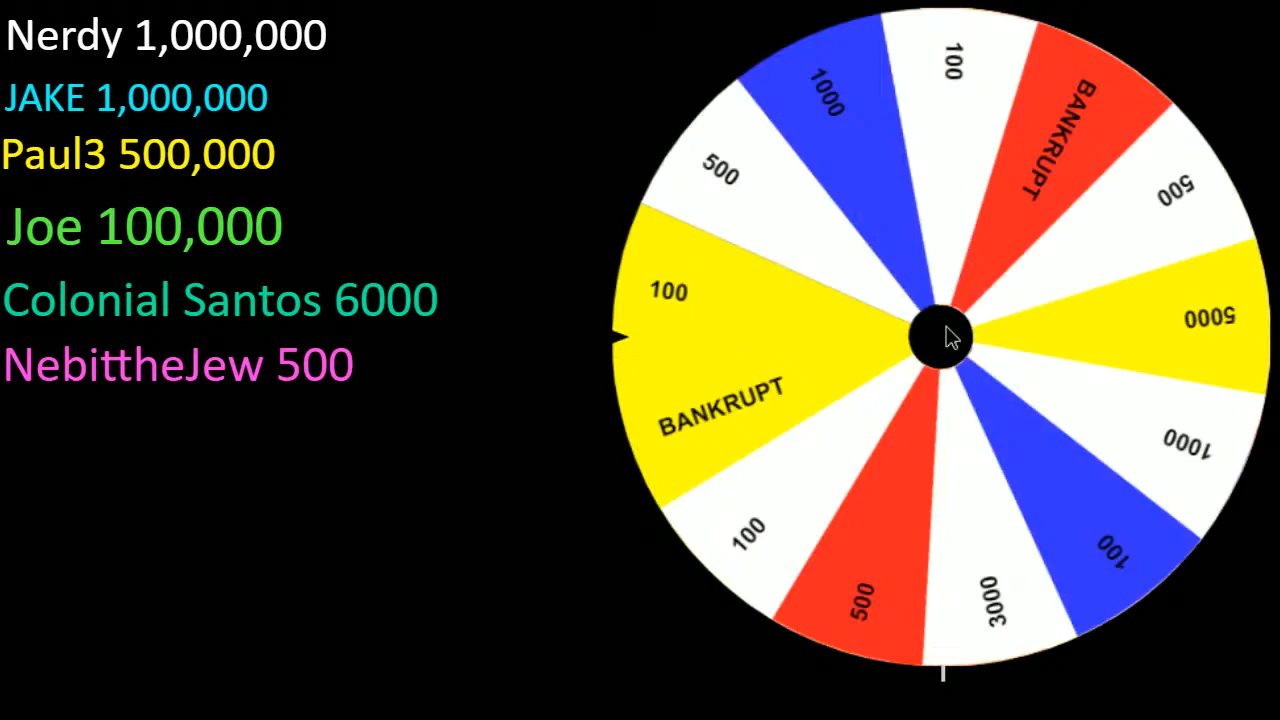 Nerdy 1,000,000
JAKE 1,000,000
Paul3 500,000
Joe 100,000
Colonial Santos 6000
NebittheJew 500
100
BANKRUPT
500
5000
1000
100
3000
500
100
BANKRUPT
100
500
1000